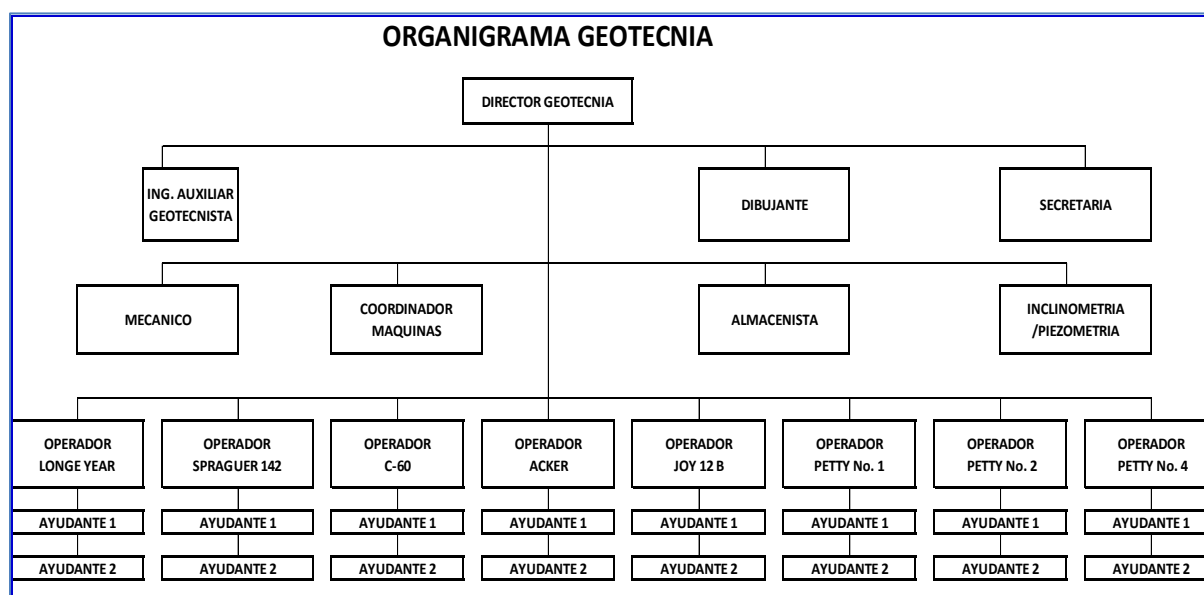 ORGANIGRAMA GEOTECNIA
DIRECTOR GEOTECNIA
ING. AUXILIAR
GEOTECNISTA
DIBUJANTE
SECRETARIA
MECANICO
COORDINADOR
MAQUINAS
ALMACENISTA
INCLINOMETRIA
/PIEZOMETRIA
OPERADOR
LONGE YEAR
OPERADOR
SPRAGUER 142
OPERADOR
C-60
OPERADOR
ACKER
OPERADOR
JOY 12 B
OPERADOR
PETTY No. 1
OPERADOR
PETTY No. 2
OPERADOR
PETTY No. 4
AYUDANTE 1
AYUDANTE 1
AYUDANTE 1
AYUDANTE 1
AYUDANTE 1
AYUDANTE 1
AYUDANTE 1
AYUDANTE 1
AYUDANTE 2
AYUDANTE 2
AYUDANTE 2
AYUDANTE 2
AYUDANTE 2
AYUDANTE 2
AYUDANTE 2
AYUDANTE 2